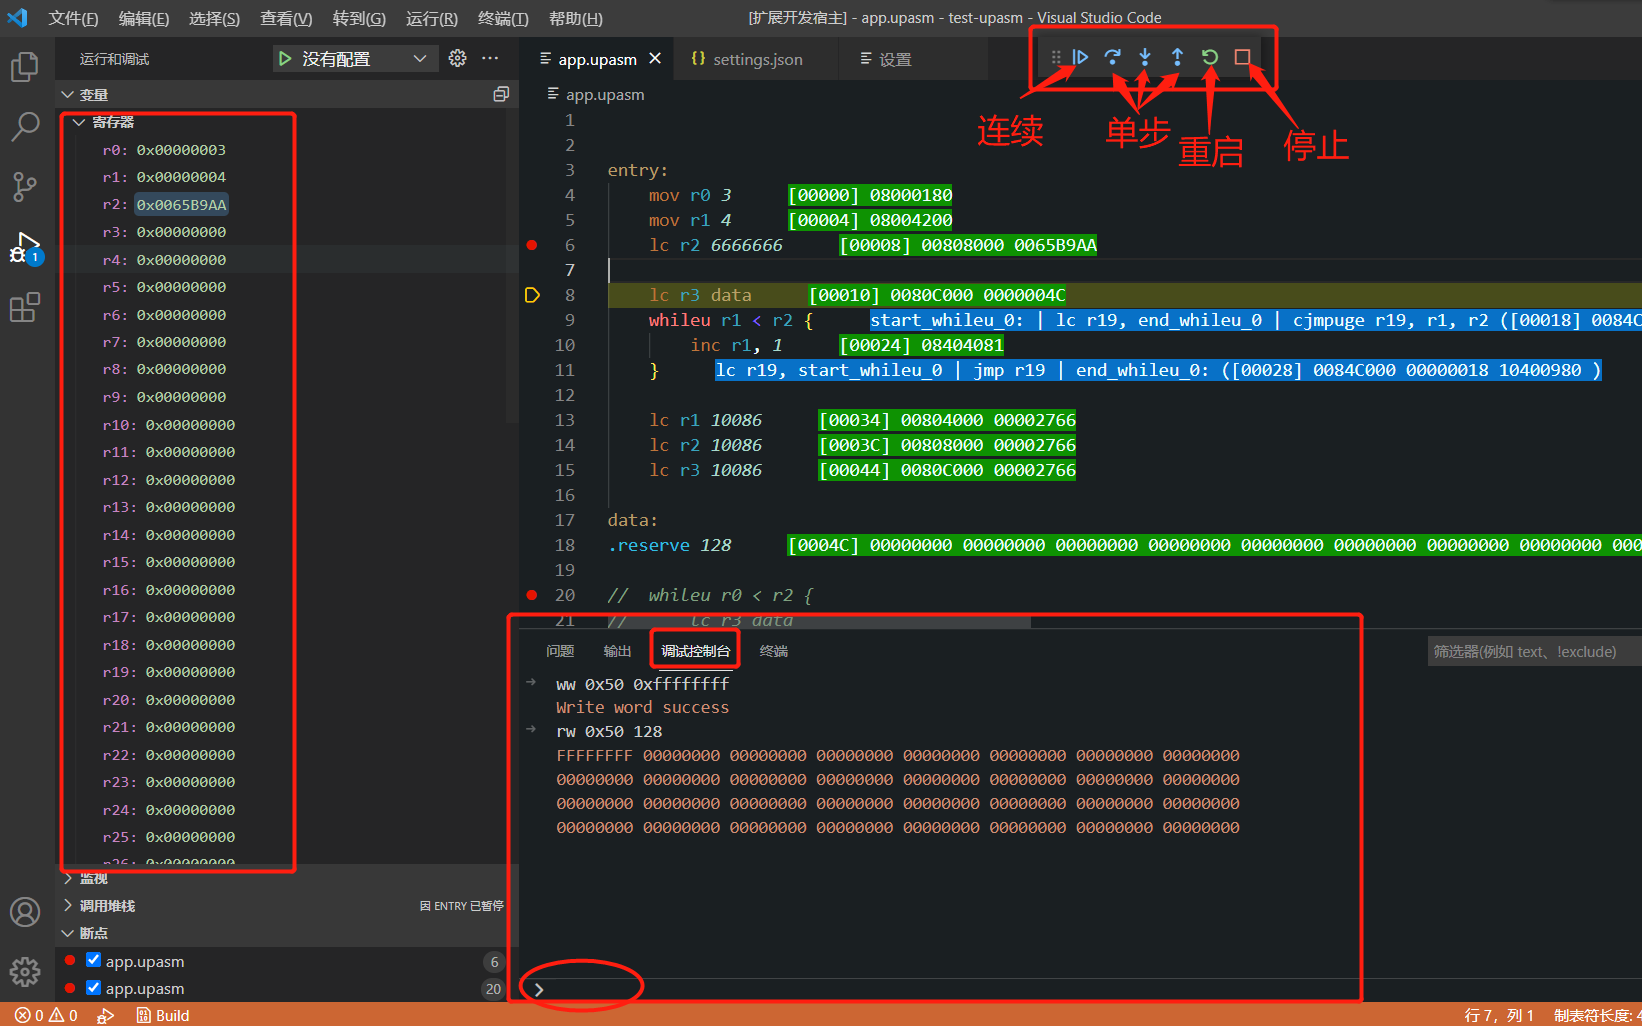 文件(F) 编辑(E) 选择(S) 查看(V) 转到(G) 运行(R) 终端(T) 帮助(H) [扩展开发宿主] - app.upasm - test-upasm - Visual Studio Code
运行和调试 没有配置 ···
app.upasm settings.json 设置
变量
app.upasm
连续 单步 重启 停止
寄存器
r0: 0x00000003
r1: 0x00000004
r2: 0x0065B9AA
r3: 0x00000000
r4: 0x00000000
r5: 0x00000000
r6: 0x00000000
r7: 0x00000000
r8: 0x00000000
r9: 0x00000000
r10: 0x00000000
r11: 0x00000000
r12: 0x00000000
r13: 0x00000000
r14: 0x00000000
r15: 0x00000000
r16: 0x00000000
r17: 0x00000000
r18: 0x00000000
r19: 0x00000000
r20: 0x00000000
r21: 0x00000000
r22: 0x00000000
r23: 0x00000000
r24: 0x00000000
r25: 0x00000000
r26: 0x00000000
监视
调用堆栈 因 ENTRY 已暂停
断点
app.upasm 6
app.upasm 20
1
1
2
3 entry:
4 mov r0 3 [00000] 08000180
5 mov r1 4 [00004] 08004200
6 lc r2 6666666 [00008] 00808000 0065B9AA
7
8 lc r3 data [00010] 0080C000 0000004C
9 whileu r1 < r2 { start_whileu_0: | lc r19, end_whileu_0 | cjmpuge r19, r1, r2 ([00018] 0084C
10 inc r1, 1 [00024] 08404081
11 } lc r19, start_whileu_0 | jmp r19 | end_whileu_0: ([00028] 0084C000 00000018 10400980 )
12
13 lc r1 10086 [00034] 00804000 00002766
14 lc r2 10086 [0003C] 00808000 00002766
15 lc r3 10086 [00044] 0080C000 00002766
16
17 data:
18 .reserve 128 [0004C] 00000000 00000000 00000000 00000000 00000000 00000000 00000000 00000000 000
19
20 // whileu r0 < r2 {
21 // lc r3 data
问题 输出 调试控制台 终端 筛选器(例如 text、!exclude)
ww 0x50 0xffffffff
Write word success
rw 0x50 128
FFFFFFFF 00000000 00000000 00000000 00000000 00000000 00000000 00000000
00000000 00000000 00000000 00000000 00000000 00000000 00000000 00000000
00000000 00000000 00000000 00000000 00000000 00000000 00000000 00000000
00000000 00000000 00000000 00000000 00000000 00000000 00000000 00000000
0 0 Build 行 7，列 1 制表符长度: 4